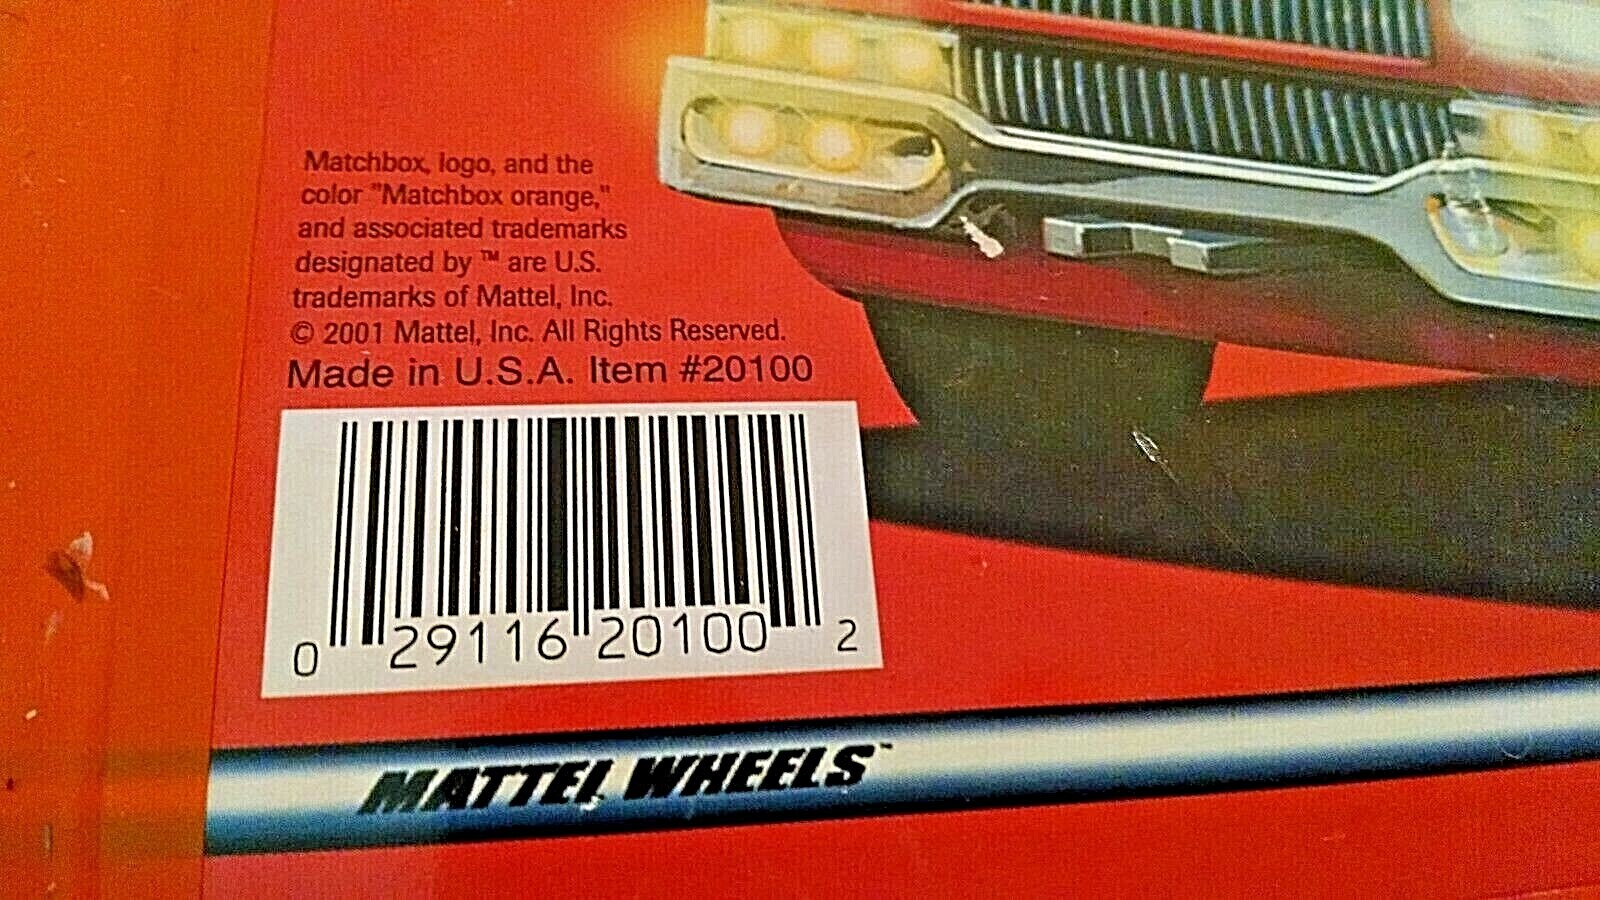 Matchbox, logo, and the
color "Matchbox orange,"
and associated trademarks
designated by ™ are U.S.
trademarks of Mattel, Inc.
© 2001 Mattel, Inc. All Rights Reserved.
Made in U.S.A. Item #20100
0 29116 20100 2
MATTEL WHEELS™